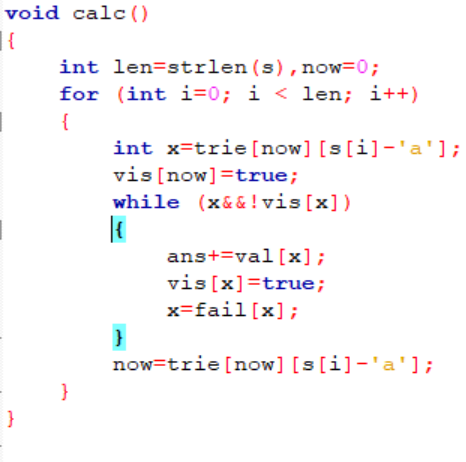 void calc()
{
    int len=strlen(s),now=0;
    for (int i=0; i < len; i++)
    {
        int x=trie[now][s[i]-'a'];
        vis[now]=true;
        while (x&&!vis[x])
        {
            ans+=val[x];
            vis[x]=true;
            x=fail[x];
        }
        now=trie[now][s[i]-'a'];
    }
}